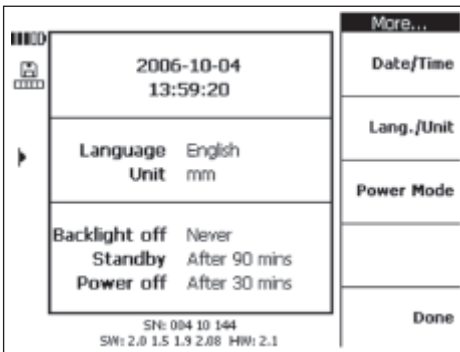 More...
2006-10-04
13:59:20
Date/Time
Language English
Unit mm
Lang./Unit
Power Mode
Backlight off Never
Standby After 90 mins
Power off After 30 mins
Done
SN: 004 10 144
SW: 2.0 1.5 1.9 2.08 HW: 2.1